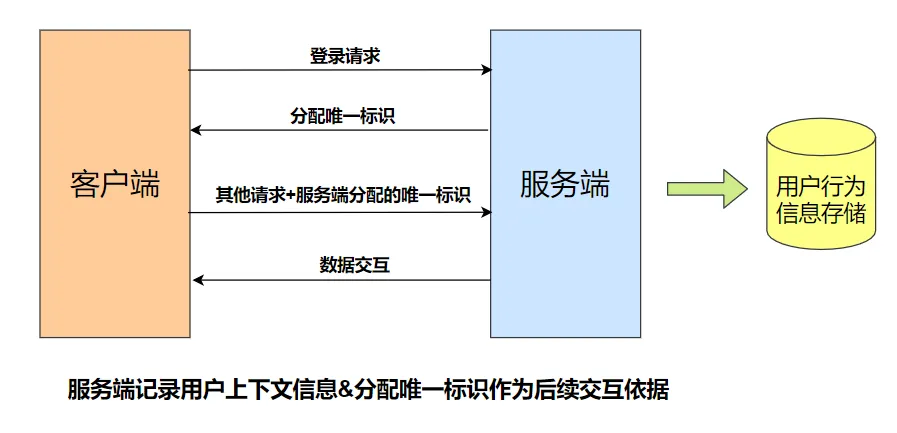 登录请求
分配唯一标识
客户端
服务端
其他请求+服务端分配的唯一标识
用户行为
信息存储
数据交互
服务端记录用户上下文信息&分配唯一标识作为后续交互依据